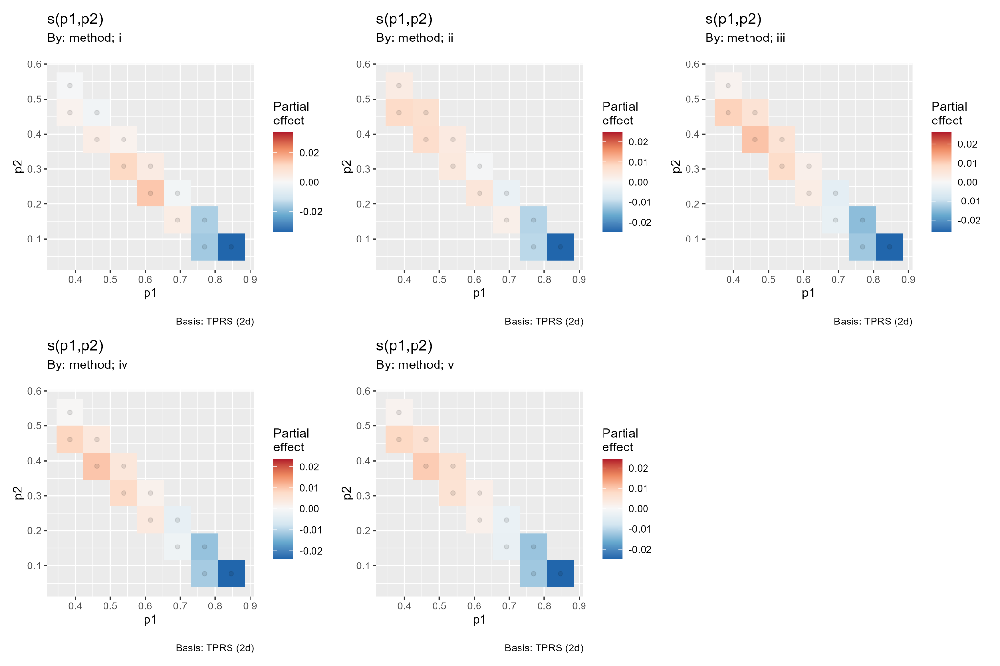 s(p1,p2)
By: method; i
0.6
0.5
0.4
0.3
0.2
0.1
p2
0.4 0.5 0.6 0.7 0.8 0.9
p1
Partial
effect
0.02
0.00
-0.02
Basis: TPRS (2d)
s(p1,p2)
By: method; ii
0.6
0.5
0.4
0.3
0.2
0.1
p2
0.4 0.5 0.6 0.7 0.8 0.9
p1
Partial
effect
0.02
0.01
0.00
-0.01
-0.02
Basis: TPRS (2d)
s(p1,p2)
By: method; iii
0.6
0.5
0.4
0.3
0.2
0.1
p2
0.4 0.5 0.6 0.7 0.8 0.9
p1
Partial
effect
0.02
0.01
0.00
-0.01
-0.02
Basis: TPRS (2d)
s(p1,p2)
By: method; iv
0.6
0.5
0.4
0.3
0.2
0.1
p2
0.4 0.5 0.6 0.7 0.8 0.9
p1
Partial
effect
0.02
0.01
0.00
-0.01
-0.02
Basis: TPRS (2d)
s(p1,p2)
By: method; v
0.6
0.5
0.4
0.3
0.2
0.1
p2
0.4 0.5 0.6 0.7 0.8 0.9
p1
Partial
effect
0.02
0.01
0.00
-0.01
-0.02
Basis: TPRS (2d)